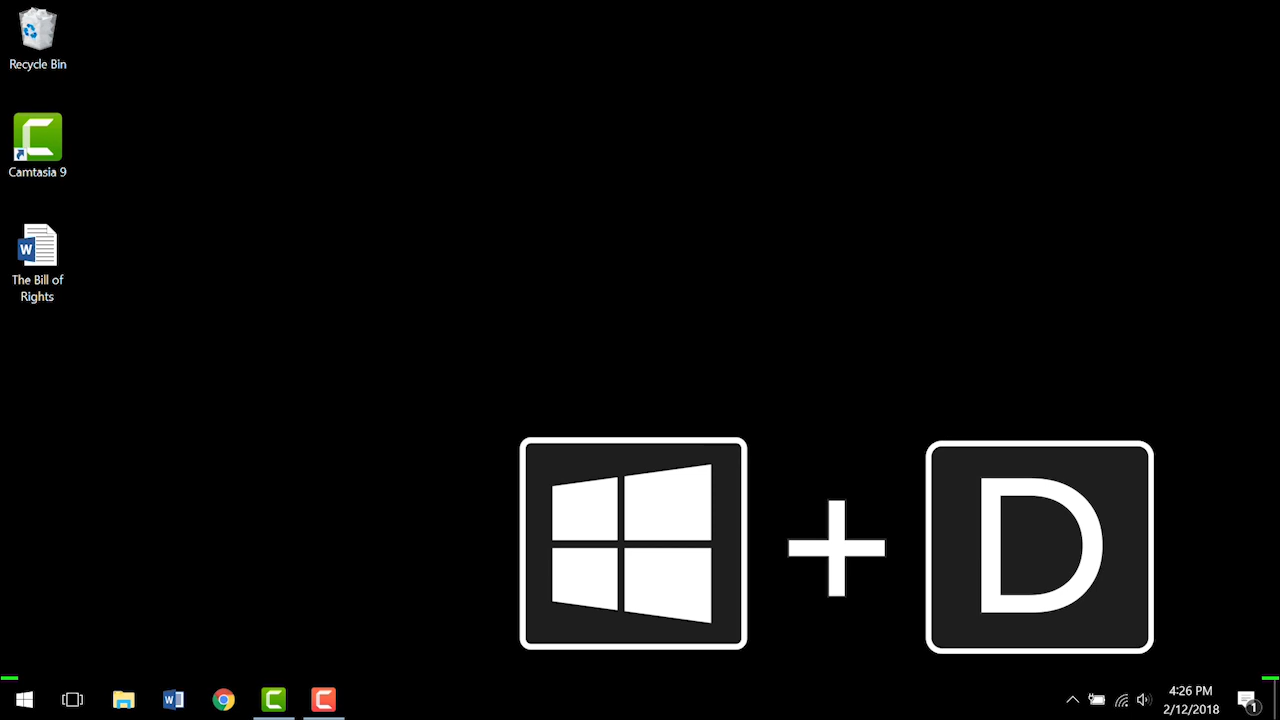 Recycle Bin
Camtasia 9
The Bill of
Rights
D
4:26 PM
2/12/2018
1